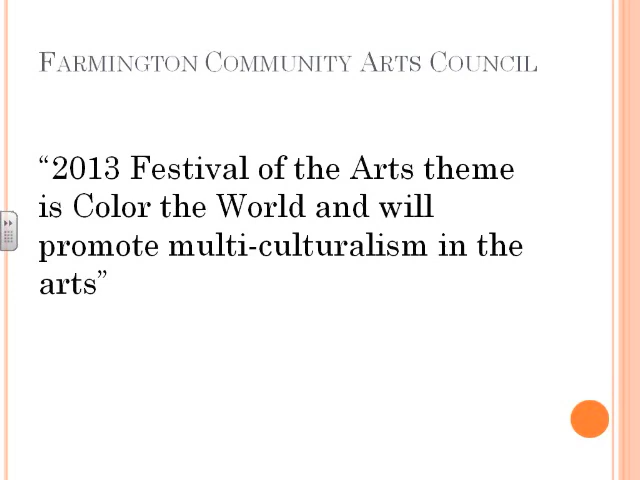 Farmington Community Arts Council
“2013 Festival of the Arts theme
is Color the World and will
promote multi-culturalism in the
arts”